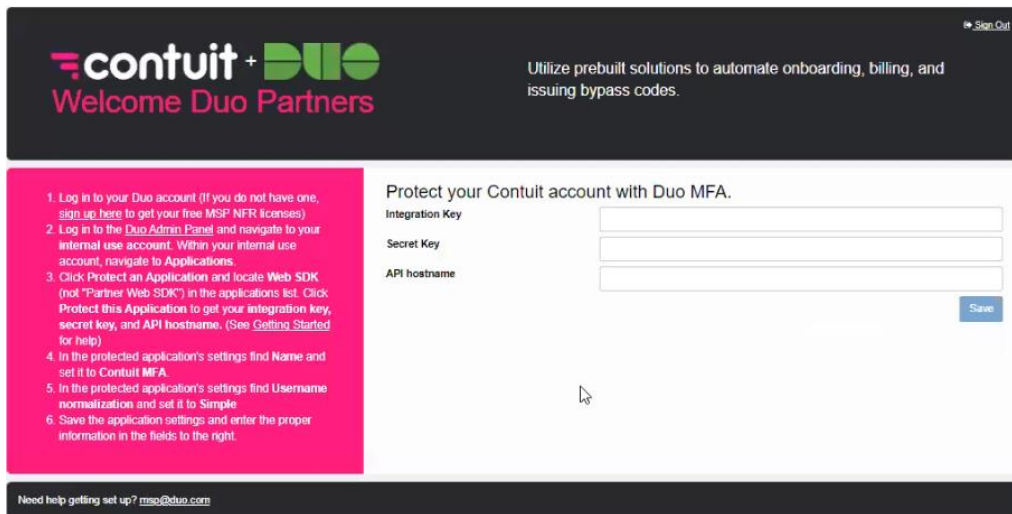 Sign Out
contuit + DUO
Welcome Duo Partners
Utilize prebuilt solutions to automate onboarding, billing, and
issuing bypass codes.
1. Log in to your Duo account (If you do not have one,
sign up here to get your free MSP NFR licenses)
2. Log in to the Duo Admin Panel and navigate to your
internal use account. Within your internal use
account, navigate to Applications.
3. Click Protect an Application and locate Web SDK
(not "Partner Web SDK") in the applications list. Click
Protect this Application to get your integration key,
secret key, and API hostname. (See Getting Started
for help)
4. In the protected application's settings find Name and
set it to Contuit MFA.
5. In the protected application's settings find Username
normalization and set it to Simple
6. Save the application settings and enter the proper
information in the fields to the right.
Protect your Contuit account with Duo MFA.
Integration Key
Secret Key
API hostname
Save
Need help getting set up? msp@duo.com